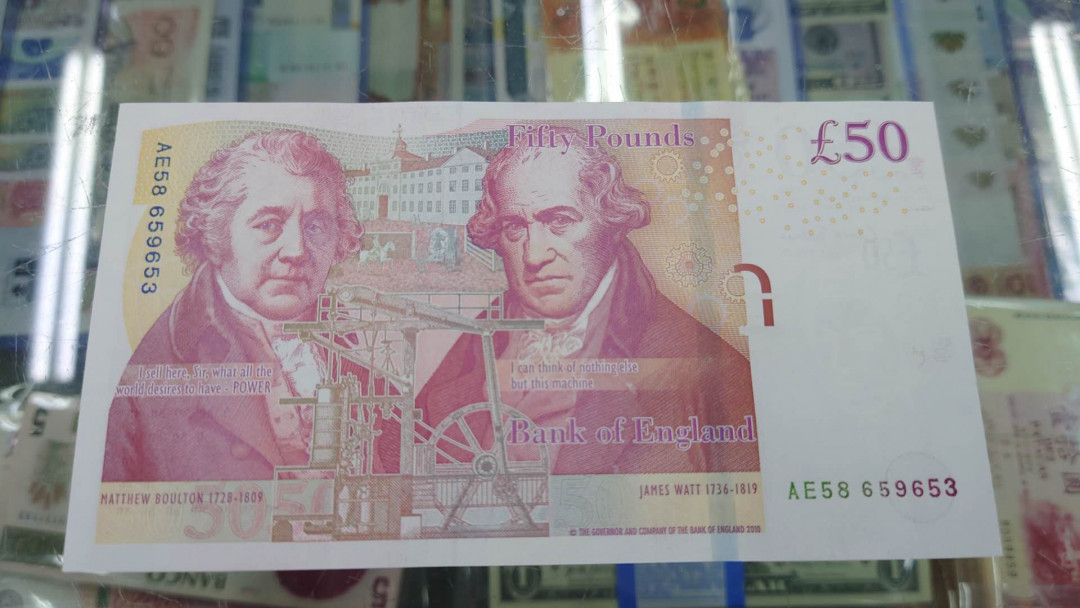 Fifty Pounds
£50
AE58 659653
I sell here, Sir, what all the
world desires to have - POWER
I can think of nothing else
but this machine
Bank of England
MATTHEW BOULTON 1728-1809
50
JAMES WATT 1736-1819
AE58 659653
© THE GOVERNOR AND COMPANY OF THE BANK OF ENGLAND 2010
BANCO